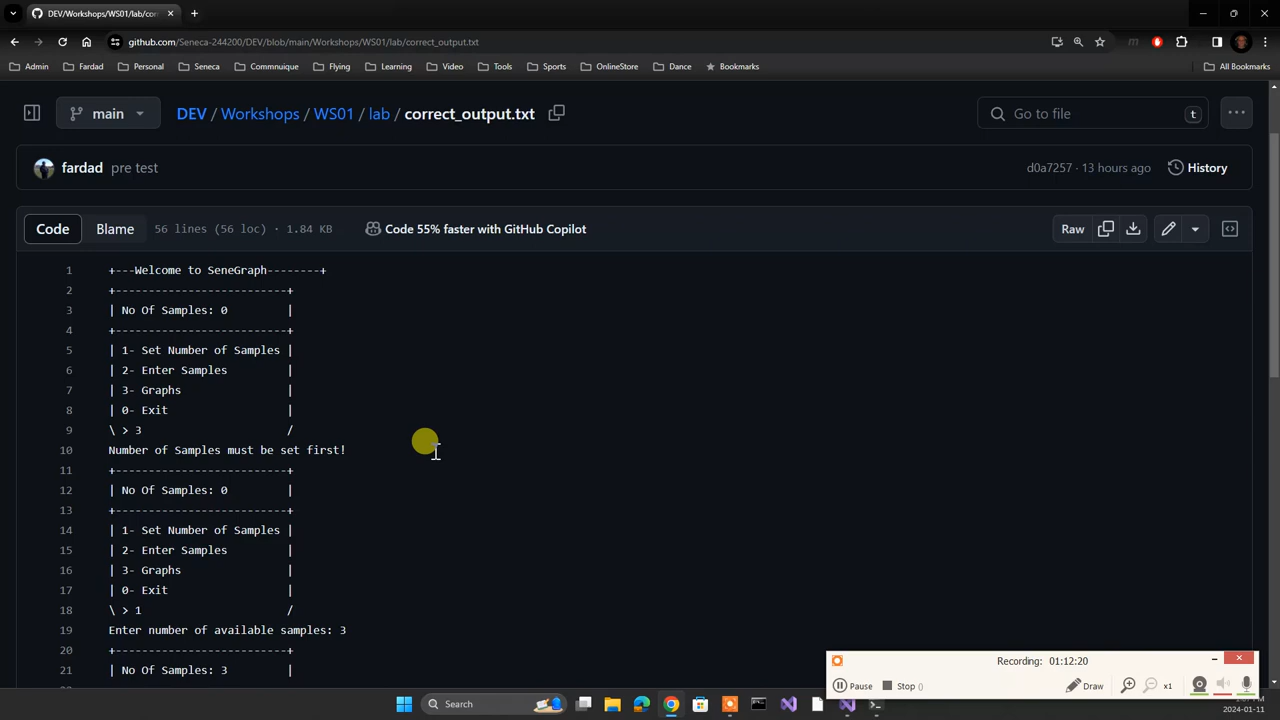 DEV/Workshops/WS01/lab/corr
github.com/Seneca-244200/DEV/blob/main/Workshops/WS01/lab/correct_output.txt
Admin Fardad Personal Seneca Commnuique Flying Learning Video Tools Sports OnlineStore Dance Bookmarks All Bookmarks
main DEV / Workshops / WS01 / lab / correct_output.txt Go to file t
fardad pre test d0a7257 · 13 hours ago History
Code Blame 56 lines (56 loc) · 1.84 KB Code 55% faster with GitHub Copilot Raw
1 +---Welcome to SeneGraph--------+
2 +--------------------------+
3 | No Of Samples: 0         |
4 +--------------------------+
5 | 1- Set Number of Samples |
6 | 2- Enter Samples         |
7 | 3- Graphs                |
8 | 0- Exit                  |
9 \ > 3                      /
10 Number of Samples must be set first!
11 +--------------------------+
12 | No Of Samples: 0         |
13 +--------------------------+
14 | 1- Set Number of Samples |
15 | 2- Enter Samples         |
16 | 3- Graphs                |
17 | 0- Exit                  |
18 \ > 1                      /
19 Enter number of available samples: 3
20 +--------------------------+
21 | No Of Samples: 3         |
Recording: 01:12:20
Pause Stop () Draw x1
Search
2024-01-11